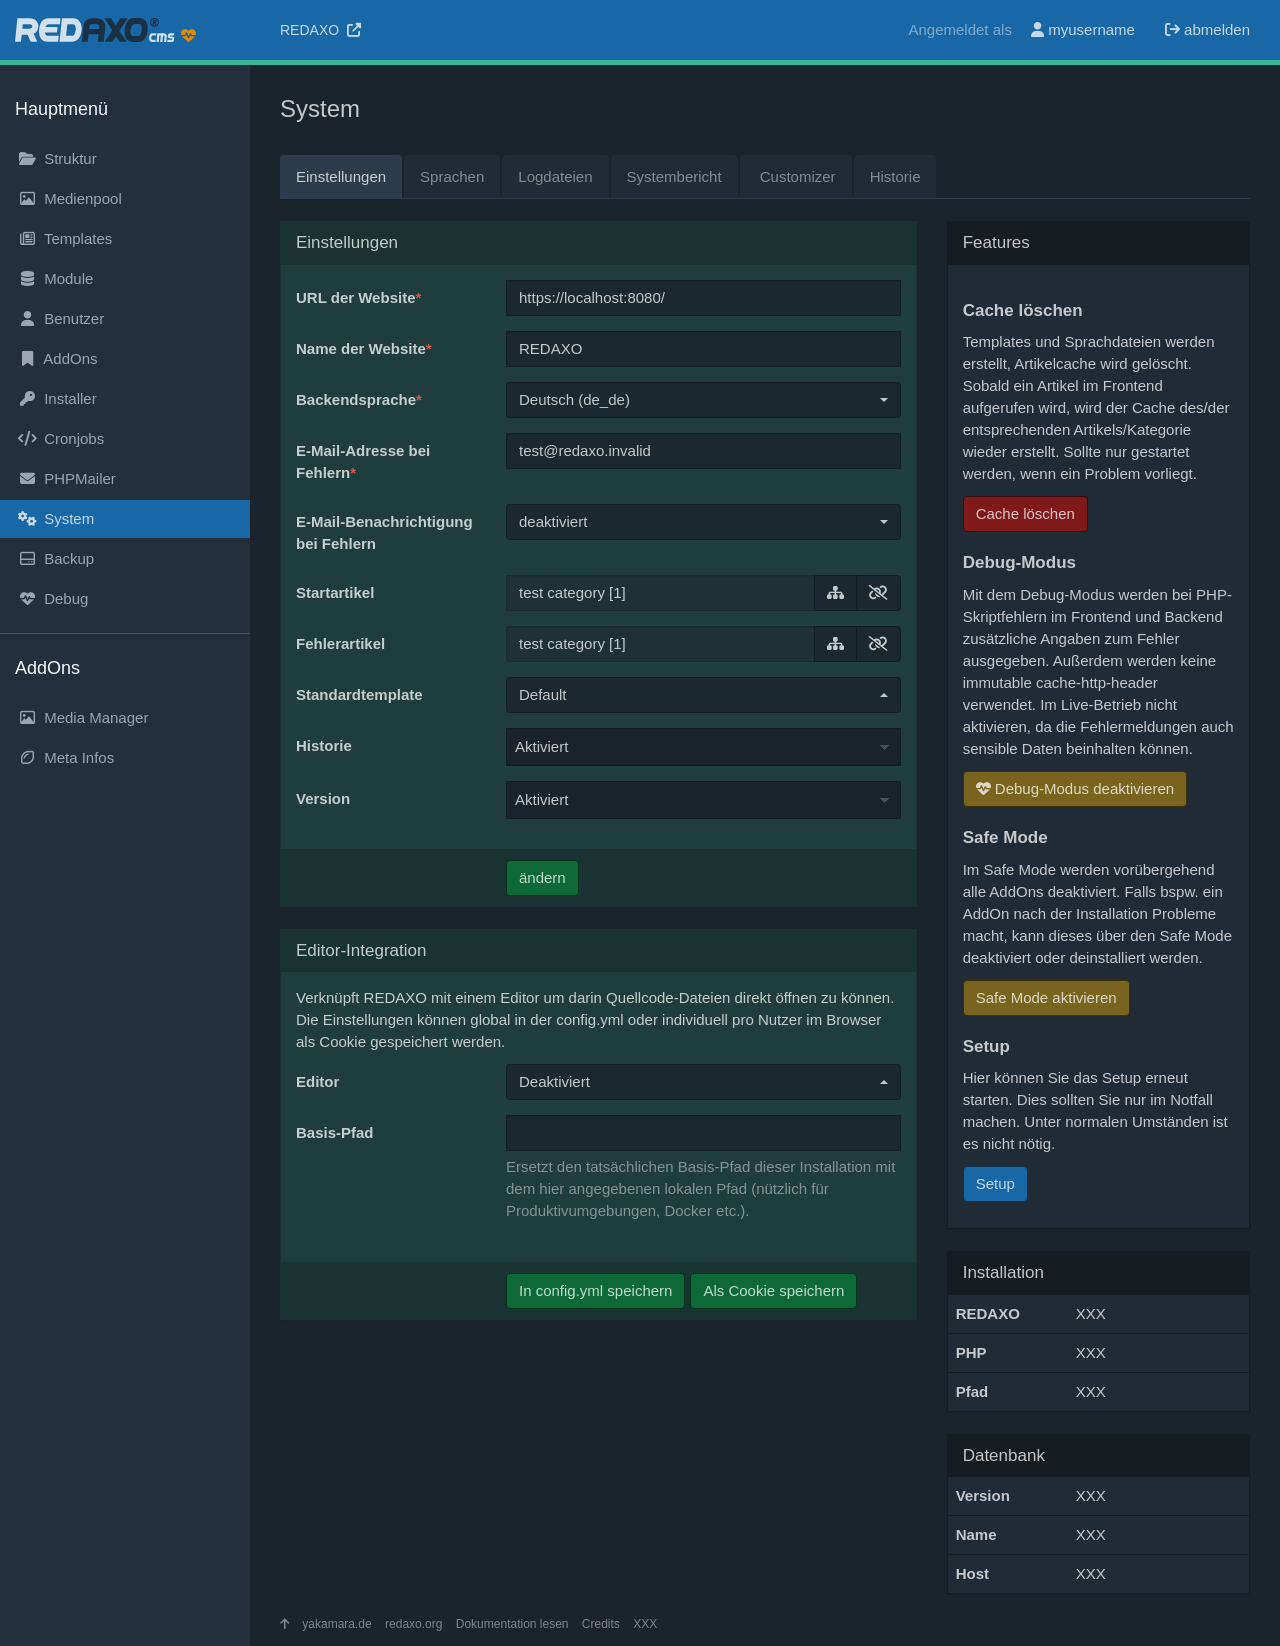 REDAXO® cms
REDAXO
Angemeldet als myusername abmelden
Hauptmenü
Struktur
Medienpool
Templates
Module
Benutzer
AddOns
Installer
Cronjobs
PHPMailer
System
Backup
Debug
AddOns
Media Manager
Meta Infos
System
Einstellungen Sprachen Logdateien Systembericht Customizer Historie
Einstellungen
URL der Website* https://localhost:8080/
Name der Website* REDAXO
Backendsprache* Deutsch (de_de)
E-Mail-Adresse bei test@redaxo.invalid
Fehlern*
E-Mail-Benachrichtigung deaktiviert
bei Fehlern
Startartikel test category [1]
Fehlerartikel test category [1]
Standardtemplate Default
Historie Aktiviert
Version Aktiviert
ändern
Editor-Integration
Verknüpft REDAXO mit einem Editor um darin Quellcode-Dateien direkt öffnen zu können.
Die Einstellungen können global in der config.yml oder individuell pro Nutzer im Browser
als Cookie gespeichert werden.
Editor Deaktiviert
Basis-Pfad
Ersetzt den tatsächlichen Basis-Pfad dieser Installation mit
dem hier angegebenen lokalen Pfad (nützlich für
Produktivumgebungen, Docker etc.).
In config.yml speichern Als Cookie speichern
Features
Cache löschen
Templates und Sprachdateien werden
erstellt, Artikelcache wird gelöscht.
Sobald ein Artikel im Frontend
aufgerufen wird, wird der Cache des/der
entsprechenden Artikels/Kategorie
wieder erstellt. Sollte nur gestartet
werden, wenn ein Problem vorliegt.
Cache löschen
Debug-Modus
Mit dem Debug-Modus werden bei PHP-
Skriptfehlern im Frontend und Backend
zusätzliche Angaben zum Fehler
ausgegeben. Außerdem werden keine
immutable cache-http-header
verwendet. Im Live-Betrieb nicht
aktivieren, da die Fehlermeldungen auch
sensible Daten beinhalten können.
Debug-Modus deaktivieren
Safe Mode
Im Safe Mode werden vorübergehend
alle AddOns deaktiviert. Falls bspw. ein
AddOn nach der Installation Probleme
macht, kann dieses über den Safe Mode
deaktiviert oder deinstalliert werden.
Safe Mode aktivieren
Setup
Hier können Sie das Setup erneut
starten. Dies sollten Sie nur im Notfall
machen. Unter normalen Umständen ist
es nicht nötig.
Setup
Installation
REDAXO XXX
PHP XXX
Pfad XXX
Datenbank
Version XXX
Name XXX
Host XXX
yakamara.de redaxo.org Dokumentation lesen Credits XXX